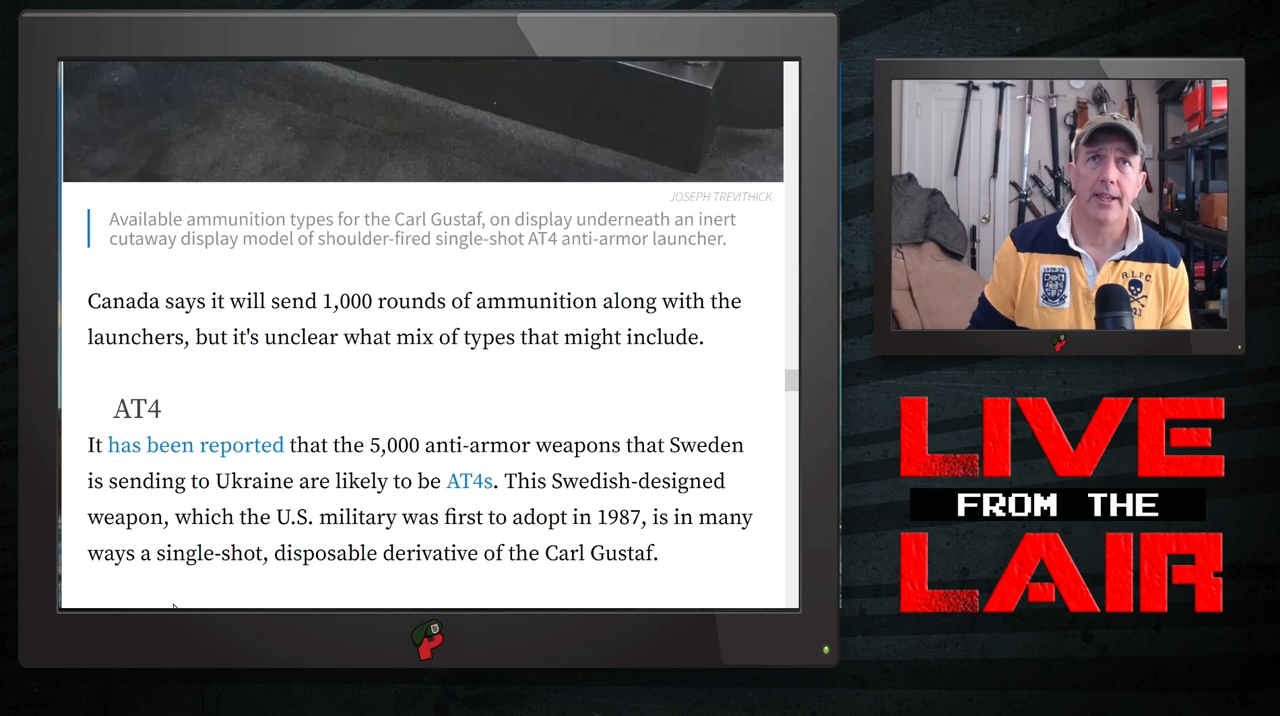 JOSEPH TREVITHICK
Available ammunition types for the Carl Gustaf, on display underneath an inert
cutaway display model of shoulder-fired single-shot AT4 anti-armor launcher.
Canada says it will send 1,000 rounds of ammunition along with the
launchers, but it's unclear what mix of types that might include.
AT4
It has been reported that the 5,000 anti-armor weapons that Sweden
is sending to Ukraine are likely to be AT4s. This Swedish-designed
weapon, which the U.S. military was first to adopt in 1987, is in many
ways a single-shot, disposable derivative of the Carl Gustaf.
R.L.F.C.
LIVE
FROM THE
LAIR